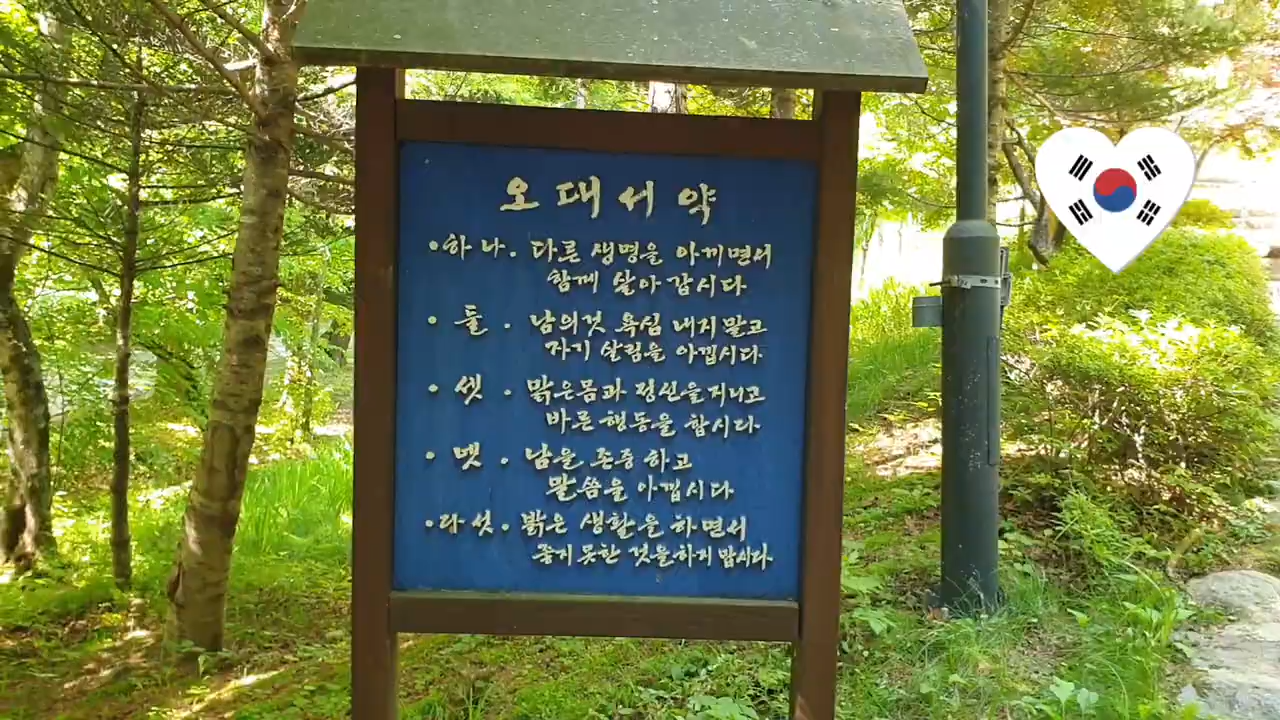 오대서약
•하나. 다른 생명을 아끼면서
함께 살아 갑시다
• 둘 . 남의것 욕심 내지 말고
자기 살림을 아낍시다
• 셋 . 맑은몸과 정신을지니고
바른 행동을 합시다
• 넷 . 남을 존중 하고
말씀을 아낍시다
•다섯. 밝은 생활을 하면서
좋지 못한 것을하지 맙시다